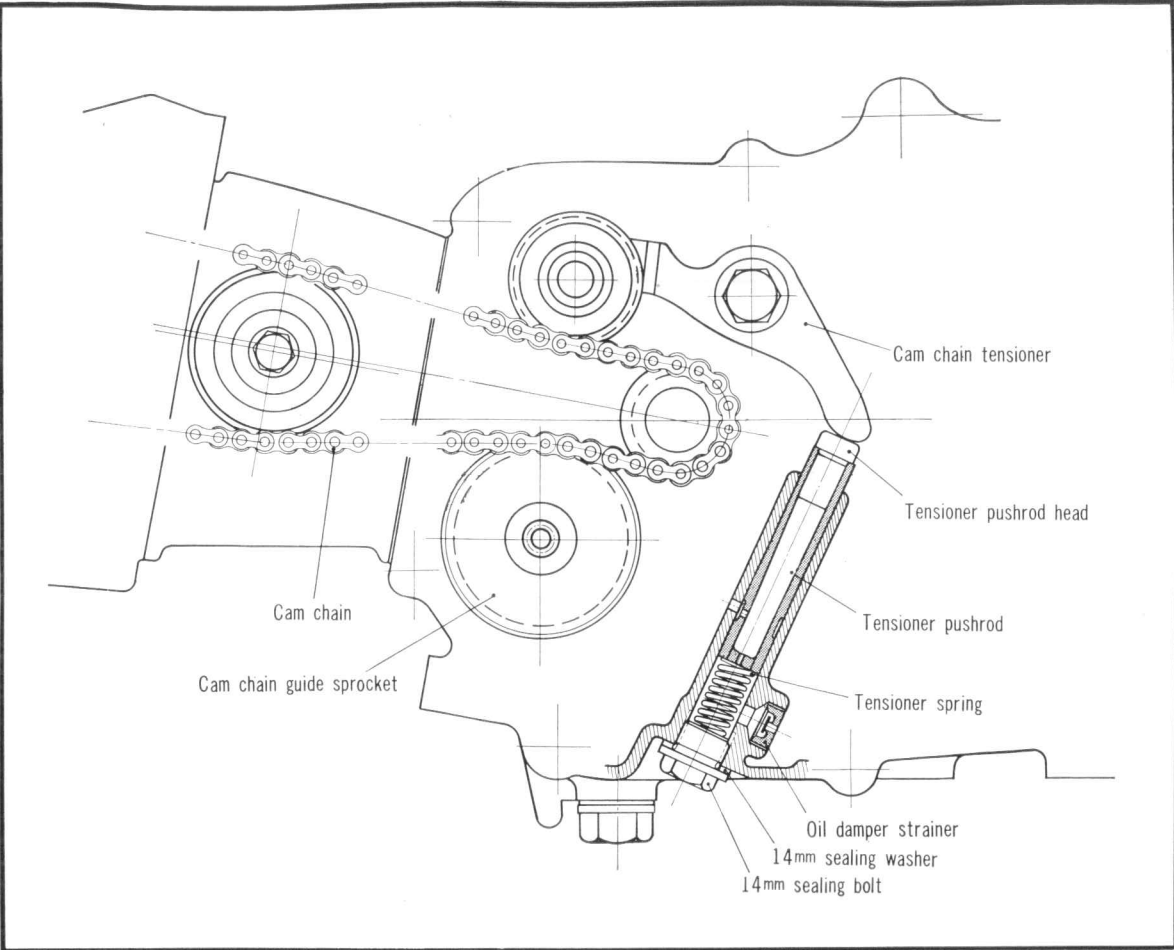 Cam chain tensioner
Tensioner pushrod head
Cam chain
Tensioner pushrod
Cam chain guide sprocket
Tensioner spring
Oil damper strainer
14mm sealing washer
14mm sealing bolt